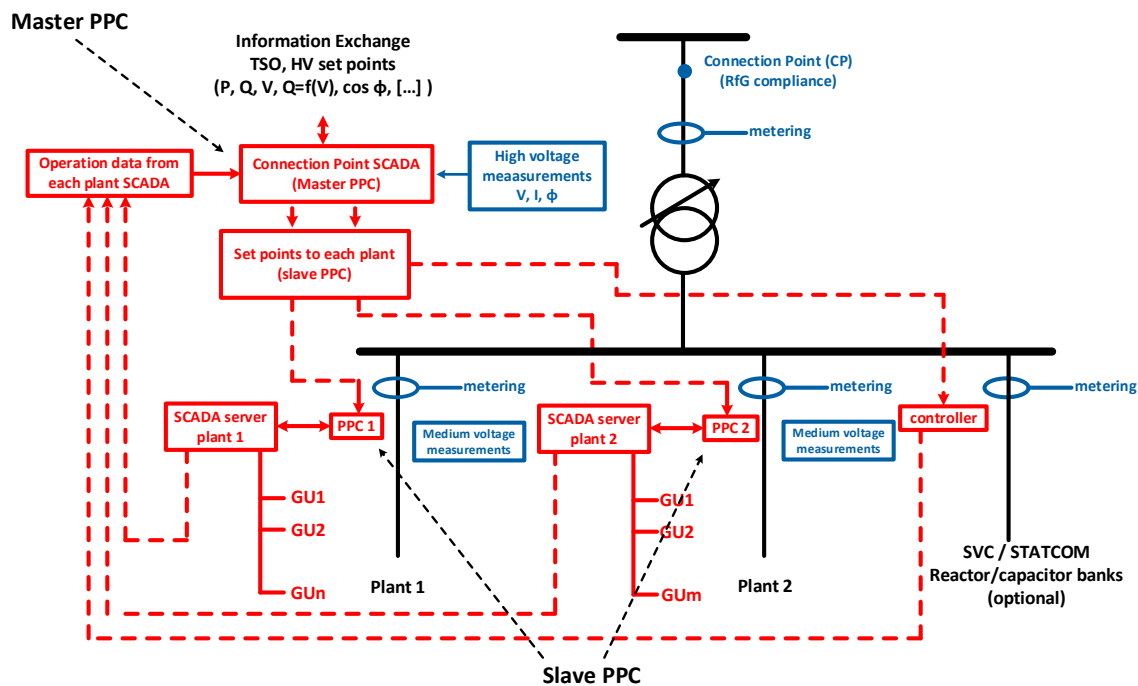 Master PPC
Information Exchange
TSO, HV set points
(P, Q, V, Q=f(V), cos ϕ, [...] )
Connection Point (CP)
(RfG compliance)
metering
Operation data from
each plant SCADA
Connection Point SCADA
(Master PPC)
High voltage
meaasurements
V, I, ϕ
Set points to each plant
(slave PPC)
metering
metering
metering
SCADA server
plant 1
PPC 1
Medium voltage
measurements
SCADA server
plant 2
PPC 2
Medium voltage
measurements
controller
GU1
GU2
GUn
GU1
GU2
GUm
Plant 1
Plant 2
SVC / STATCOM
Reactor/capacitor banks
(optional)
Slave PPC